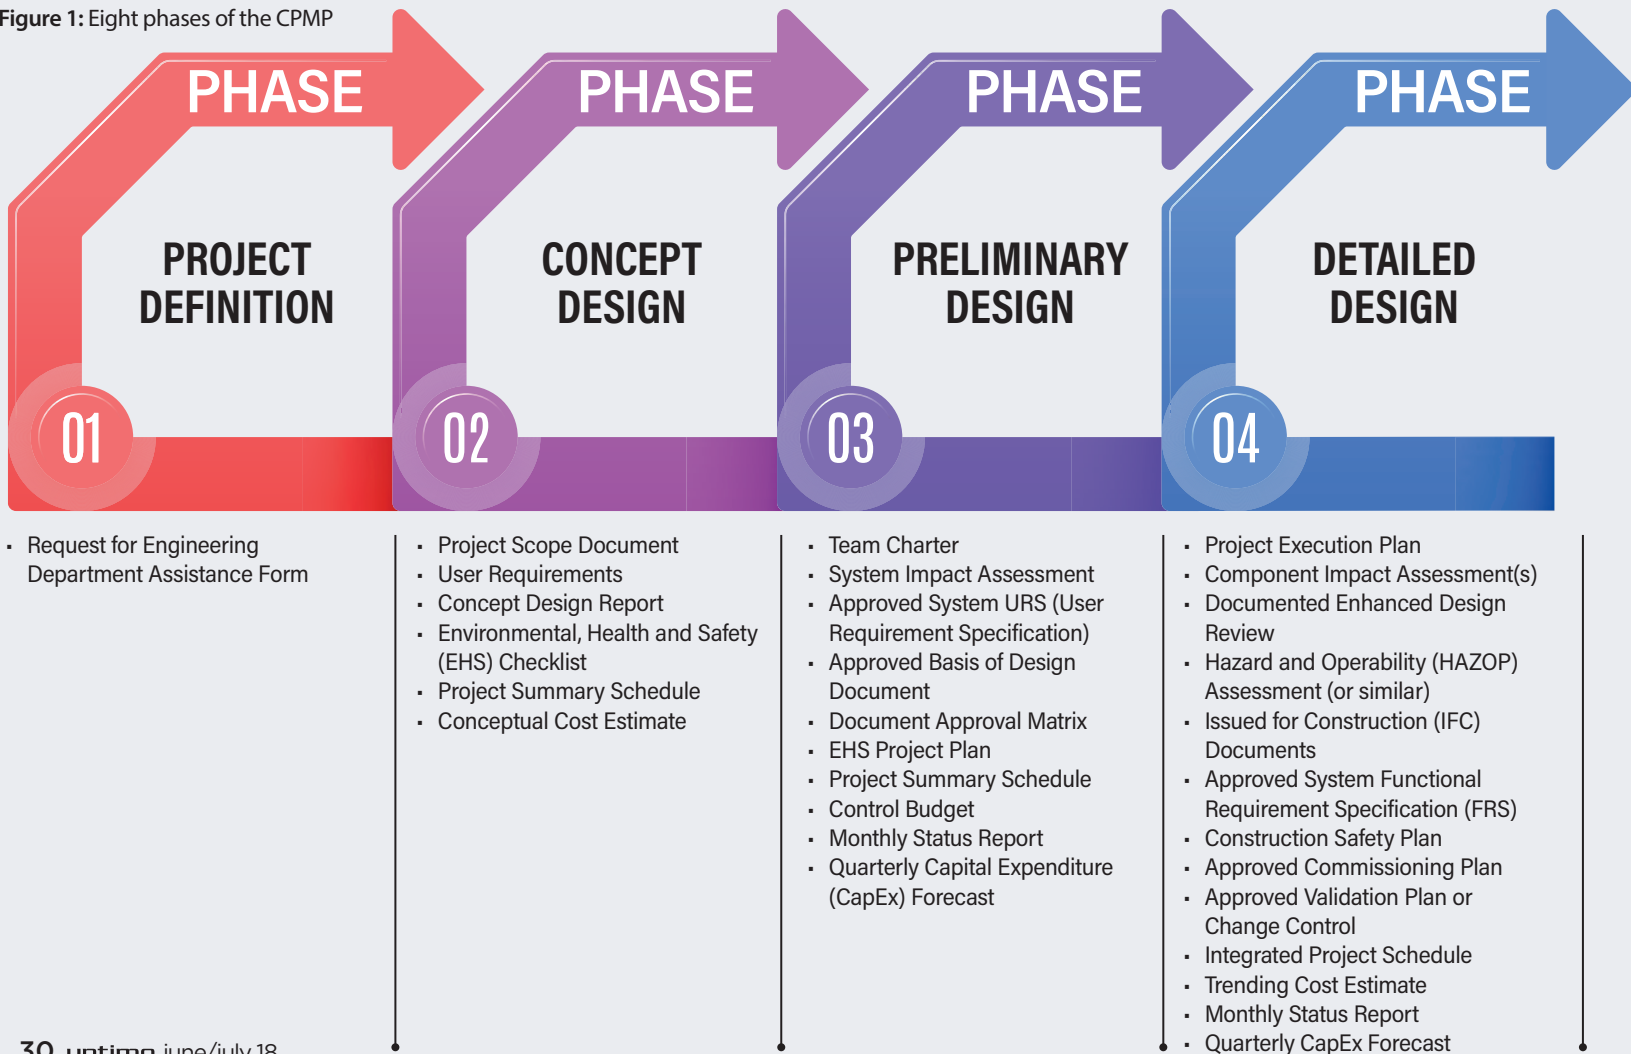 Figure 1: Eight phases of the CPMP
PHASE
PROJECT
DEFINITION
01
· Request for Engineering
Department Assistance Form
PHASE
CONCEPT
DESIGN
02
· Project Scope Document
· User Requirements
· Concept Design Report
· Environmental, Health and Safety
(EHS) Checklist
· Project Summary Schedule
· Conceptual Cost Estimate
PHASE
PRELIMINARY
DESIGN
03
· Team Charter
· System Impact Assessment
· Approved System URS (User
Requirement Specification)
· Approved Basis of Design
Document
· Document Approval Matrix
· EHS Project Plan
· Project Summary Schedule
· Control Budget
· Monthly Status Report
· Quarterly Capital Expenditure
(CapEx) Forecast
PHASE
DETAILED
DESIGN
04
· Project Execution Plan
· Component Impact Assessment(s)
· Documented Enhanced Design
Review
· Hazard and Operability (HAZOP)
Assessment (or similar)
· Issued for Construction (IFC)
Documents
· Approved System Functional
Requirement Specification (FRS)
· Construction Safety Plan
· Approved Commissioning Plan
· Approved Validation Plan or
Change Control
· Integrated Project Schedule
· Trending Cost Estimate
· Monthly Status Report
· Quarterly CapEx Forecast
30 uptime june/july 18